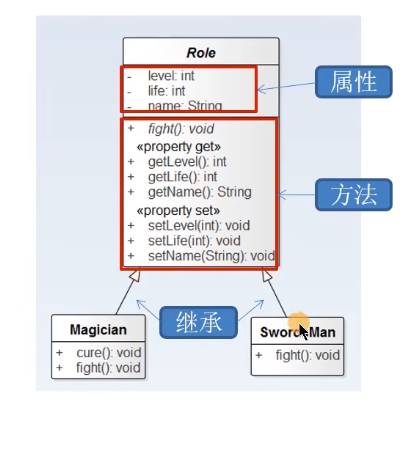 Role
- level: int
- life: int
- name: String
属性
+ fight(): void
«property get»
+ getLevel(): int
+ getLife(): int
+ getName(): String
方法
«property set»
+ setLevel(int): void
+ setLife(int): void
+ setName(String): void
继承
Magician
+ cure(): void
+ fight(): void
Man
+ fight(): void